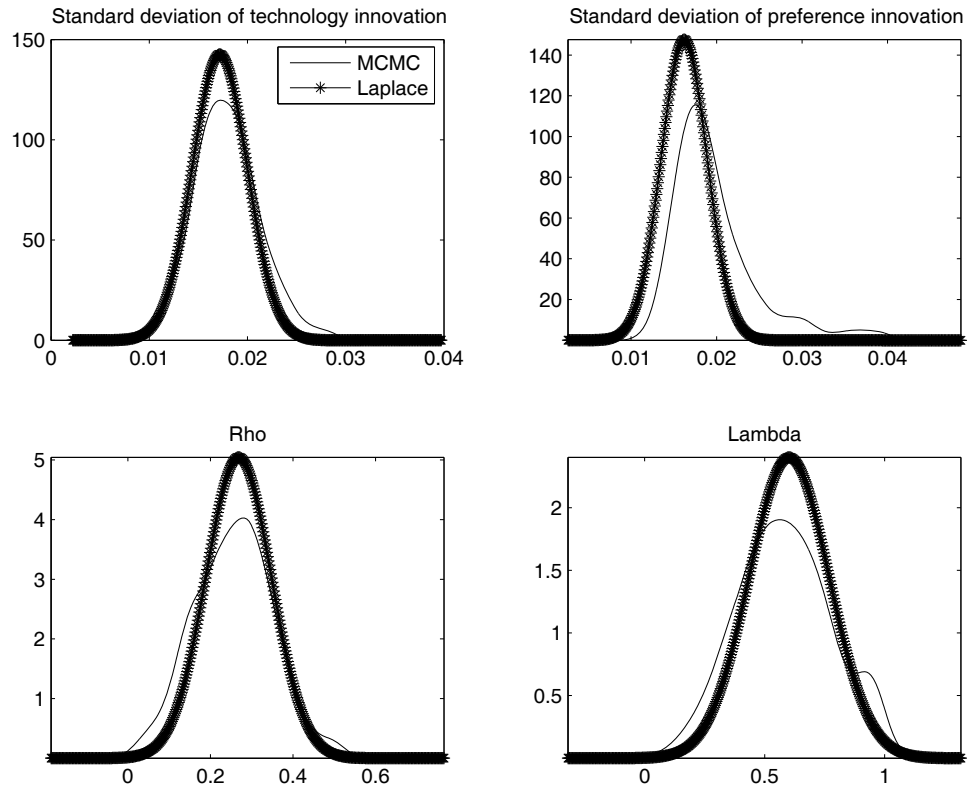 Standard deviation of technology innovation
150
100
50
0
0 0.01 0.02 0.03 0.04
MCMC
Laplace
Standard deviation of preference innovation
140
120
100
80
60
40
20
0.01 0.02 0.03 0.04
Rho
5
4
3
2
1
0 0.2 0.4 0.6
Lambda
2
1.5
1
0.5
0 0.5 1